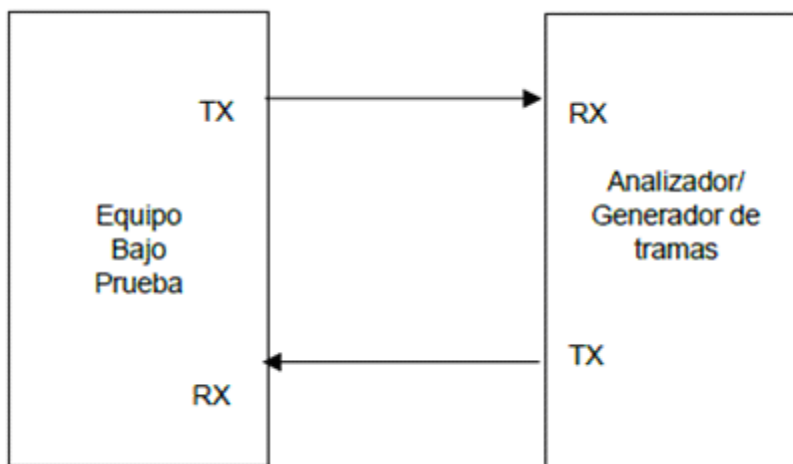 TX
RX
Equipo
Bajo
Prueba
Analizador/
Generador de
tramas
RX
TX